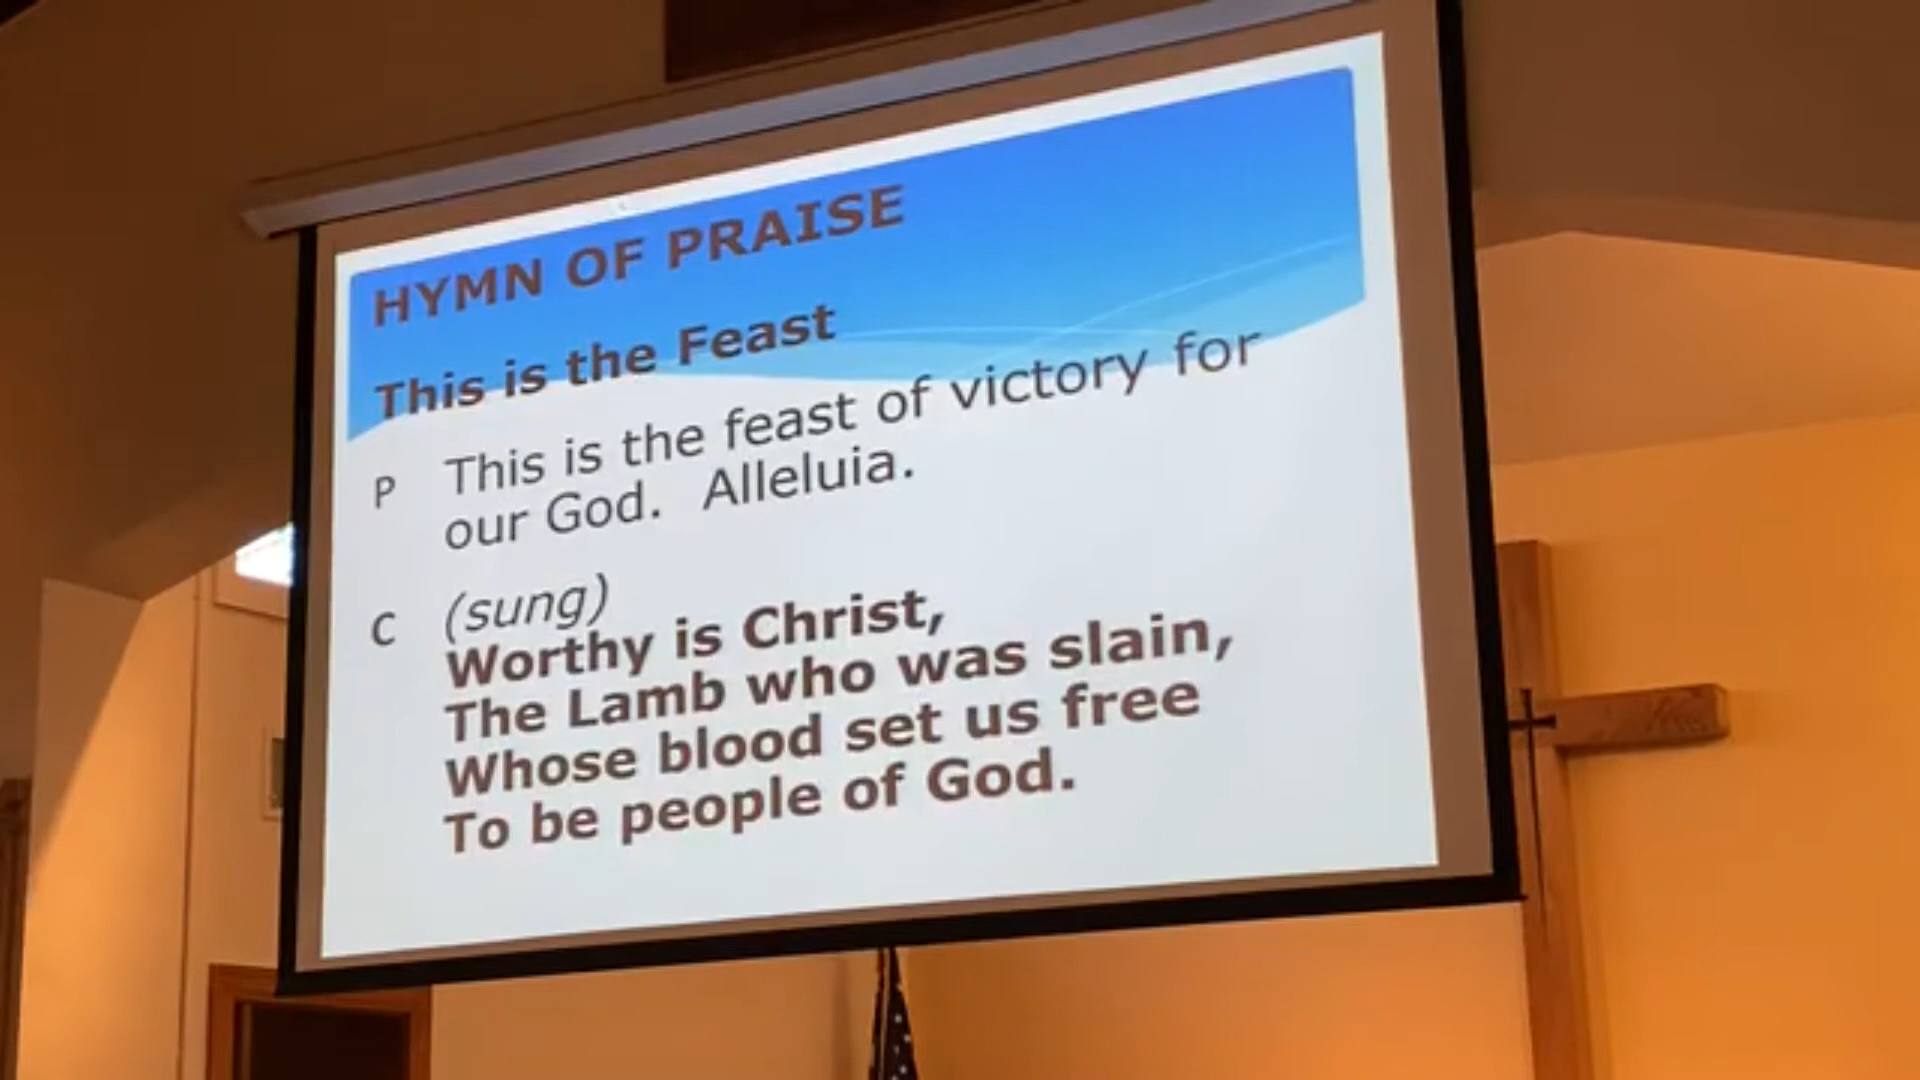 HYMN OF PRAISE
This is the Feast
P This is the feast of victory for
our God. Alleluia.
C (sung)
Worthy is Christ,
The Lamb who was slain,
Whose blood set us free
To be people of God.